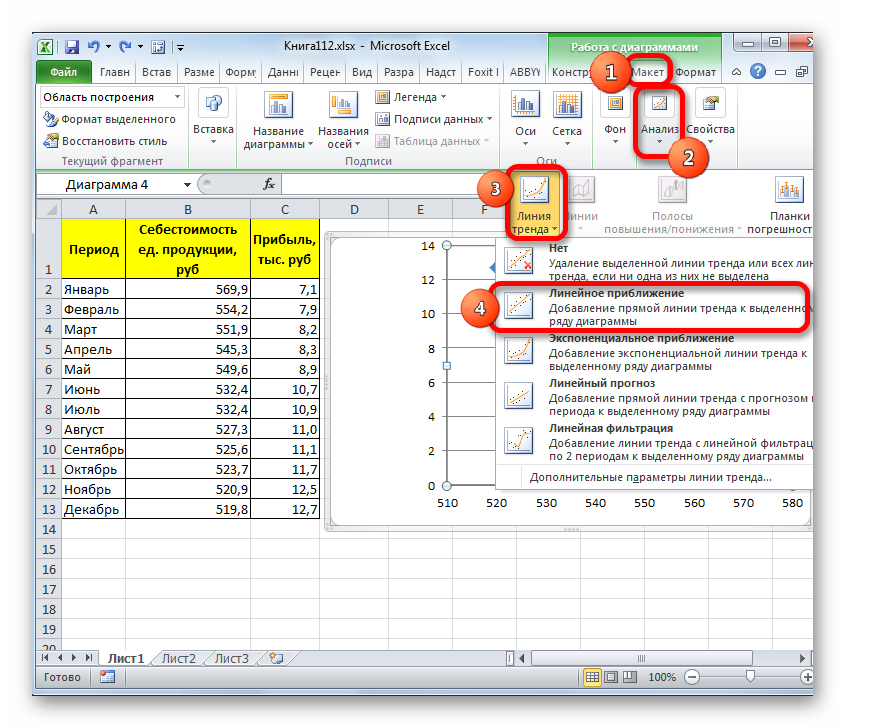 Книга112.xlsx - Microsoft Excel
Работа с диаграммами
Файл Главн Встав Разме Форму Данні Рецен Вид Разра Надст Foxit ABBY Констр 1 Макет Формат
Область построения
Формат выделенного
Восстановить стиль
Текущий фрагмент
Вставка
Название диаграммы
Названия осей
Легенда
Подписи данных
Таблица данных
Подписи
Оси
Сетка
Оси
Фон
Анализ
Свойства
2
Диаграмма 4
fx
3
Линия тренда
Линии
Полосы повышения/понижения
Планки погрешност
A B C D E F
1 Период Себестоимость ед. продукции, руб Прибыль, тыс. руб
2 Январь 569,9 7,1
3 Февраль 554,2 7,9
4 Март 551,9 8,2
5 Апрель 545,3 8,3
6 Май 549,6 8,9
7 Июнь 532,4 10,7
8 Июль 532,4 10,9
9 Август 527,3 11,0
10 Сентябрь 525,6 11,1
11 Октябрь 523,7 11,7
12 Ноябрь 520,9 12,5
13 Декабрь 519,8 12,7
14
15
16
17
18
19
20
14
12
10
8
6
4
2
0
510 520 530 540 550 560 570 580
Нет
Удаление выделенной линии тренда или всех лин
тренда, если ни одна из них не выделена
4
Линейное приближение
Добавление прямой линии тренда к выделенном
ряду диаграммы
Экспоненциальное приближение
Добавление экспоненциальной линии тренда к
выделенному ряду диаграммы
Линейный прогноз
Добавление прямой линии тренда с прогнозом
периода к выделенному ряду диаграммы
Линейная фильтрация
Добавление линии тренда с линейной фильтрац
по 2 периодам к выделенному ряду диаграммы
Дополнительные параметры линии тренда...
Лист1 Лист2 Лист3
Готово
100%